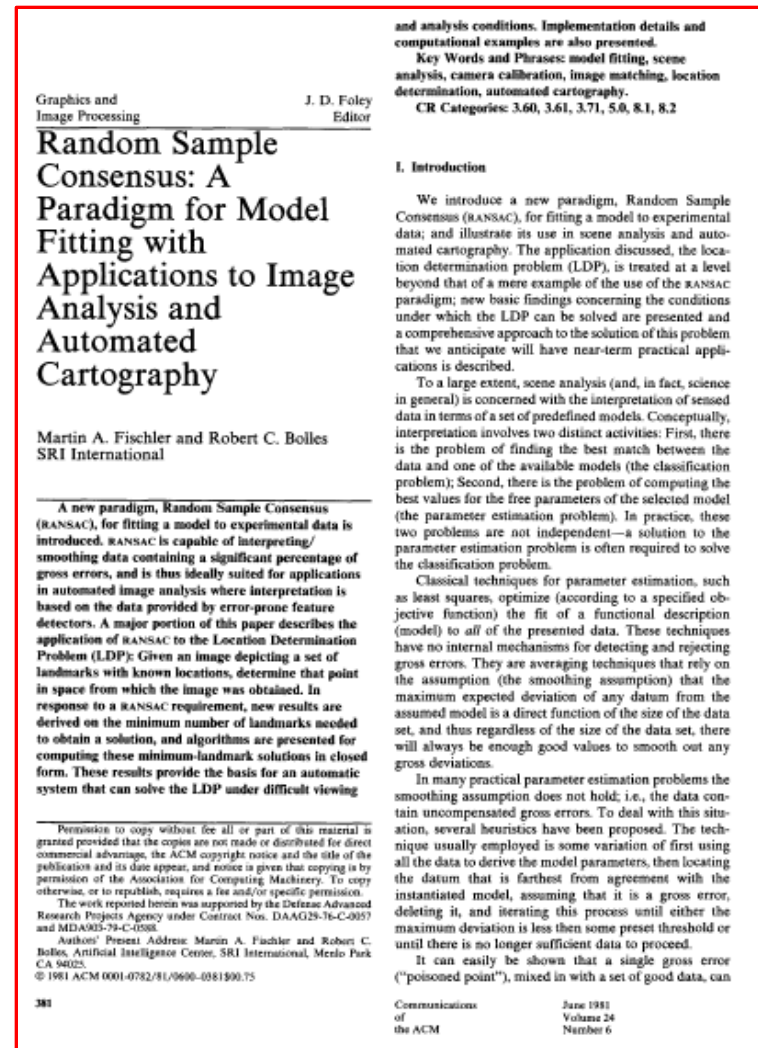 Graphics and
Image Processing
J. D. Foley
Editor
Random Sample
Consensus: A
Paradigm for Model
Fitting with
Applications to Image
Analysis and
Automated
Cartography
Martin A. Fischler and Robert C. Bolles
SRI International
A new paradigm, Random Sample Consensus
(RANSAC), for fitting a model to experimental data is
introduced. RANSAC is capable of interpreting/
smoothing data containing a significant percentage of
gross errors, and is thus ideally suited for applications
in automated image analysis where interpretation is
based on the data provided by error-prone feature
detectors. A major portion of this paper describes the
application of RANSAC to the Location Determination
Problem (LDP): Given an image depicting a set of
landmarks with known locations, determine that point
in space from which the image was obtained. In
response to a RANSAC requirement, new results are
derived on the minimum number of landmarks needed
to obtain a solution, and algorithms are presented for
computing these minimum-landmark solutions in closed
form. These results provide the basis for an automatic
system that can solve the LDP under difficult viewing
Permission to copy without fee all or part of this material is
granted provided that the copies are not made or distributed for direct
commercial advantage, the ACM copyright notice and the title of the
publication and its date appear, and notice is given that copying is by
permission of the Association for Computing Machinery. To copy
otherwise, or to republish, requires a fee and/or specific permission.
The work reported herein was supported by the Defense Advanced
Research Projects Agency under Contract Nos. DAAG29-76-C-0057
and MDA903-79-C-0588.
Authors' Present Address: Martin A. Fischler and Robert C.
Bolles, Artificial Intelligence Center, SRI International, Menlo Park
CA 94025.
© 1981 ACM 0001-0782/81/0600-0381$00.75
381
and analysis conditions. Implementation details and
computational examples are also presented.
Key Words and Phrases: model fitting, scene
analysis, camera calibration, image matching, location
determination, automated cartography.
CR Categories: 3.60, 3.61, 3.71, 5.0, 8.1, 8.2
I. Introduction
We introduce a new paradigm, Random Sample
Consensus (RANSAC), for fitting a model to experimental
data; and illustrate its use in scene analysis and auto-
mated cartography. The application discussed, the loca-
tion determination problem (LDP), is treated at a level
beyond that of a mere example of the use of the RANSAC
paradigm; new basic findings concerning the conditions
under which the LDP can be solved are presented and
a comprehensive approach to the solution of this problem
that we anticipate will have near-term practical appli-
cations is described.
To a large extent, scene analysis (and, in fact, science
in general) is concerned with the interpretation of sensed
data in terms of a set of predefined models. Conceptually,
interpretation involves two distinct activities: First, there
is the problem of finding the best match between the
data and one of the available models (the classification
problem); Second, there is the problem of computing the
best values for the free parameters of the selected model
(the parameter estimation problem). In practice, these
two problems are not independent—a solution to the
parameter estimation problem is often required to solve
the classification problem.
Classical techniques for parameter estimation, such
as least squares, optimize (according to a specified ob-
jective function) the fit of a functional description
(model) to all of the presented data. These techniques
have no internal mechanisms for detecting and rejecting
gross errors. They are averaging techniques that rely on
the assumption (the smoothing assumption) that the
maximum expected deviation of any datum from the
assumed model is a direct function of the size of the data
set, and thus regardless of the size of the data set, there
will always be enough good values to smooth out any
gross deviations.
In many practical parameter estimation problems the
smoothing assumption does not hold; i.e., the data con-
tain uncompensated gross errors. To deal with this situ-
ation, several heuristics have been proposed. The tech-
nique usually employed is some variation of first using
all the data to derive the model parameters, then locating
the datum that is farthest from agreement with the
instantiated model, assuming that it is a gross error,
deleting it, and iterating this process until either the
maximum deviation is less then some preset threshold or
until there is no longer sufficient data to proceed.
It can easily be shown that a single gross error
("poisoned point"), mixed in with a set of good data, can
Communications
of
the ACM
June 1981
Volume 24
Number 6